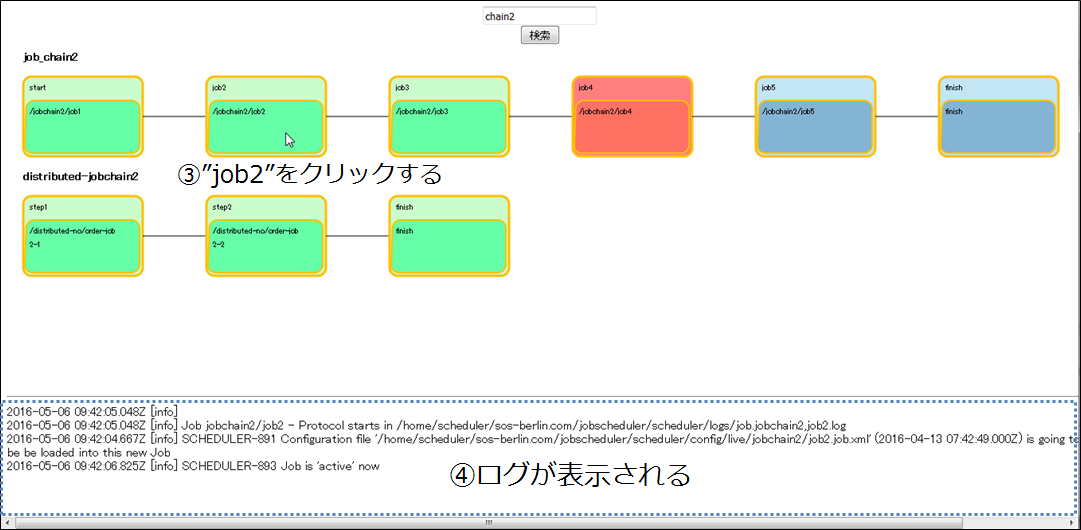 chain2
検索
job_chain2
start
/jobchain2/job1
job2
/jobchain2/job2
job3
/jobchain2/job3
job4
/jobchain2/job4
job5
/jobchain2/job5
finish
finish
③”job2”をクリックする
distributed-jobchain2
step1
/distributed-no/order-job
2-1
step2
/distributed-no/order-job
2-2
finish
finish
2016-05-06 09:42:05.048Z [info]
2016-05-06 09:42:05.048Z [info] Job jobchain2/job2 - Protocol starts in /home/scheduler/sos-berlin.com/jobscheduler/scheduler/logs/job.jobchain2,job2.log
2016-05-06 09:42:04.667Z [info] SCHEDULER-891 Configuration file '/home/scheduler/sos-berlin.com/jobscheduler/scheduler/config/live/jobchain2/job2.job.xml' (2016-04-13 07:42:49.000Z) is going to
be be loaded into this new Job
2016-05-06 09:42:06.825Z [info] SCHEDULER-893 Job is 'active' now
④ログが表示される